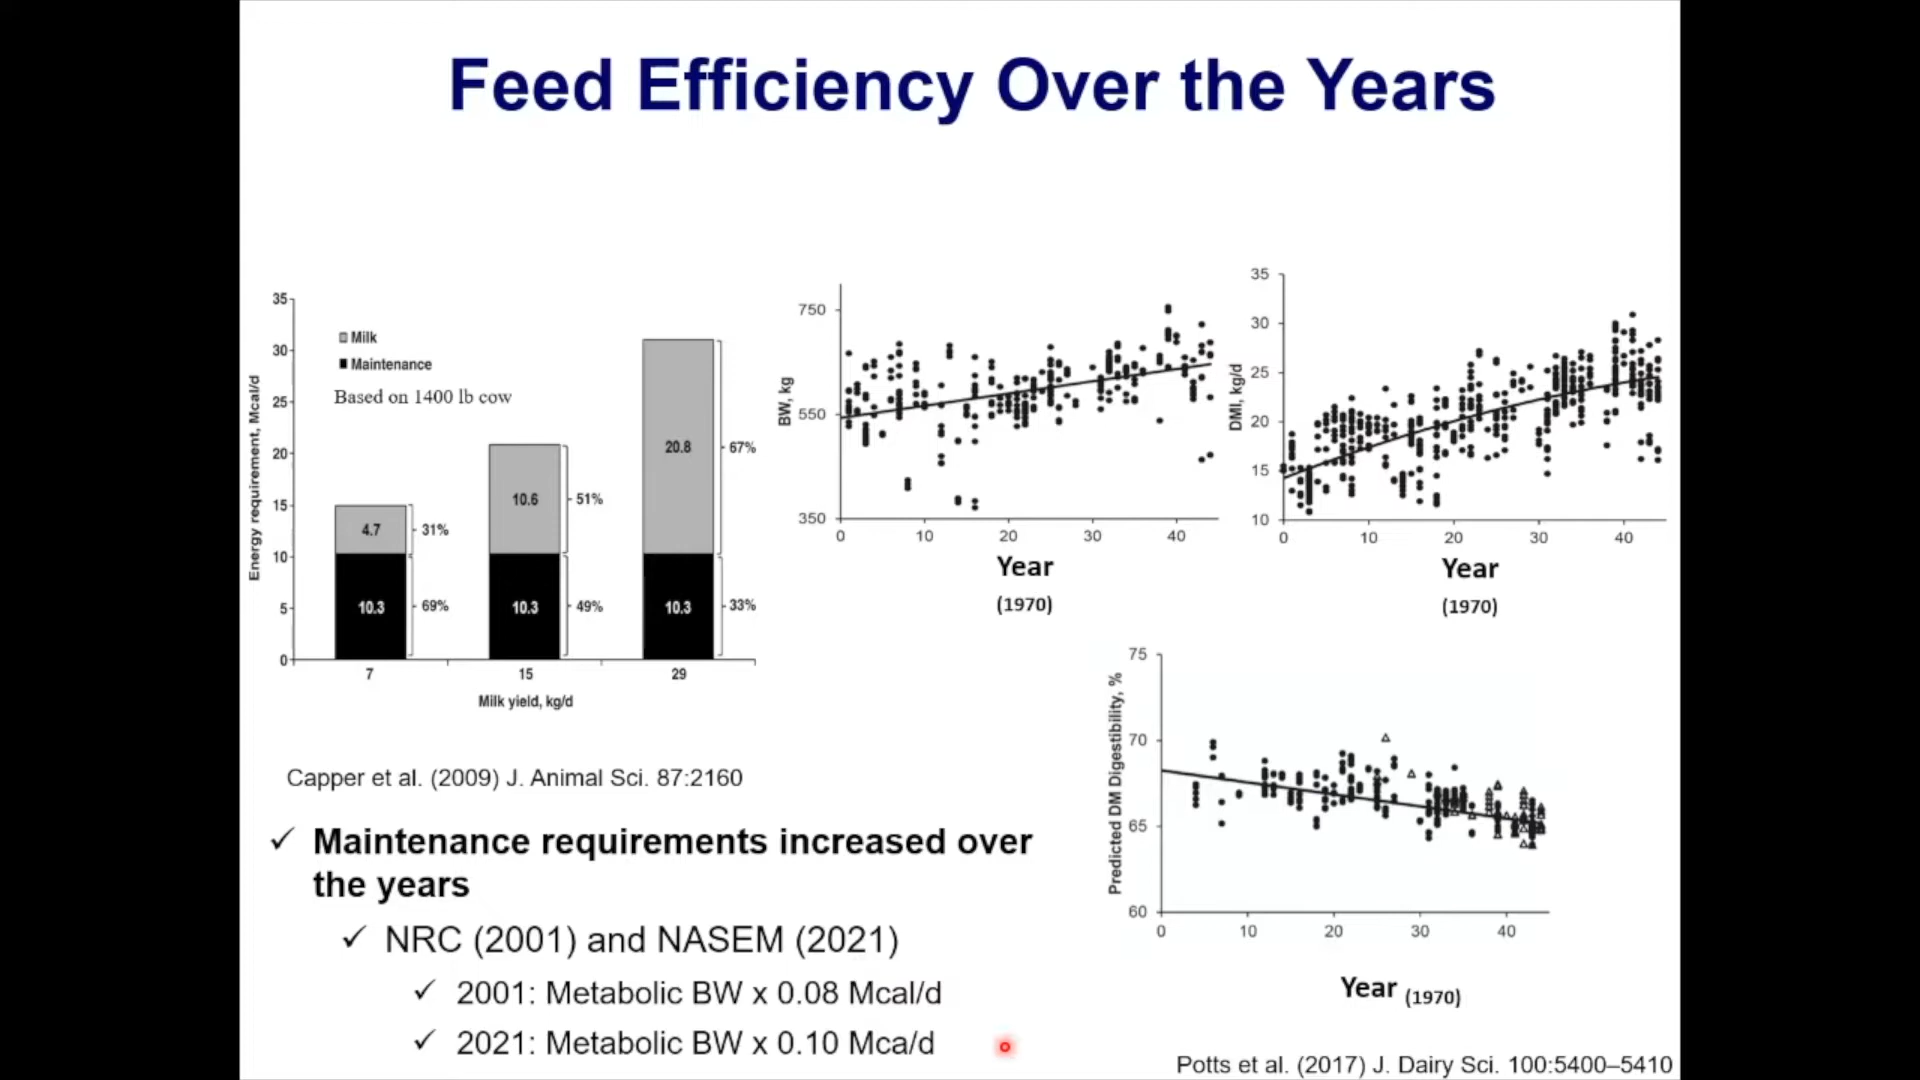 Feed Efficiency Over the Years
35
30
25
20
15
10
5
0
Energy requirement, Mcal/d
Milk
Maintenance
Based on 1400 lb cow
4.7
31%
10.3
69%
10.6
51%
10.3
49%
20.8
67%
10.3
33%
7
15
29
Milk yield, kg/d
750
550
350
BW, kg
0
10
20
30
40
Year
(1970)
35
30
25
20
15
10
DMI, kg/d
0
10
20
30
40
Year
(1970)
75
70
65
60
Predicted DM Digestibility, %
0
10
20
30
40
Year (1970)
Capper et al. (2009) J. Animal Sci. 87:2160
✓ Maintenance requirements increased over
the years
✓ NRC (2001) and NASEM (2021)
✓ 2001: Metabolic BW x 0.08 Mcal/d
✓ 2021: Metabolic BW x 0.10 Mca/d
Potts et al. (2017) J. Dairy Sci. 100:5400–5410